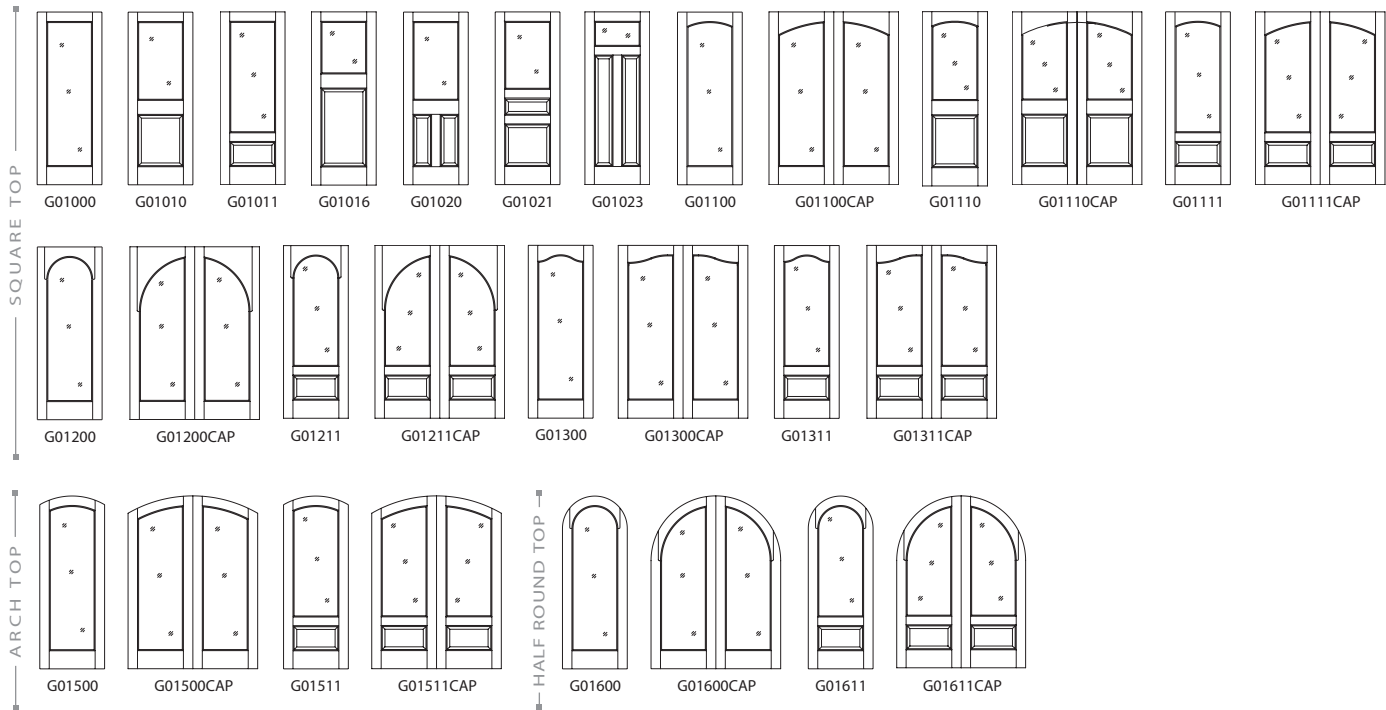 SQUARE TOP
G01000 G01010 G01011 G01016 G01020 G01021 G01023 G01100 G01100CAP G01110 G01110CAP G01111 G01111CAP
G01200 G01200CAP G01211 G01211CAP G01300 G01300CAP G01311 G01311CAP
ARCH TOP
G01500 G01500CAP G01511 G01511CAP
HALF ROUND TOP
G01600 G01600CAP G01611 G01611CAP